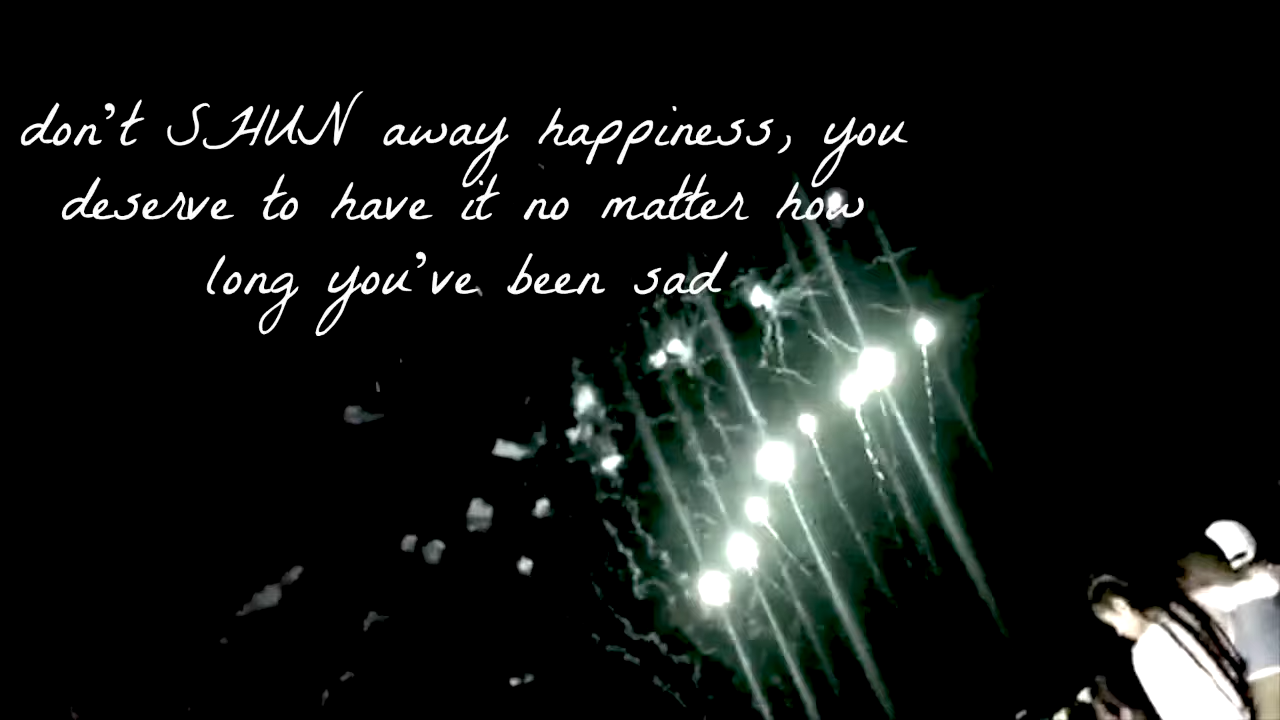 don't SHUN away happiness, you
deserve to have it no matter how
long you've been sad